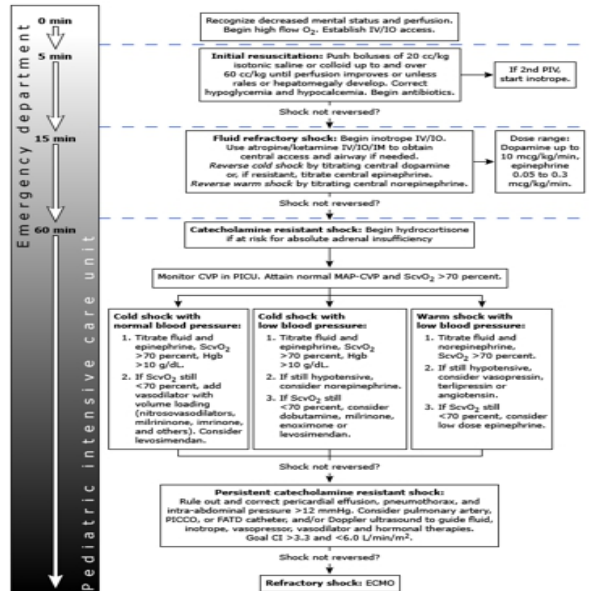 Emergency department
Pediatric intensive care unit
0 min
5 min
15 min
60 min
Recognize decreased mental status and perfusion.
Begin high flow O₂. Establish IV/IO access.
Initial resuscitation: Push boluses of 20 cc/kg
isotonic saline or colloid up to and over
60 cc/kg until perfusion improves or unless
rales or hepatomegaly develop. Correct
hypoglycemia and hypocalcemia. Begin antibiotics.
If 2nd PIV,
start inotrope.
Shock not reversed?
Fluid refractory shock: Begin inotrope IV/IO.
Use atropine/ketamine IV/IO/IM to obtain
central access and airway if needed.
Reverse cold shock by titrating central dopamine
or, if resistant, titrate central epinephrine.
Reverse warm shock by titrating central norepinephrine.
Dose range:
Dopamine up to
10 mcg/kg/min,
epinephrine
0.05 to 0.3
mcg/kg/min.
Shock not reversed?
Catecholamine resistant shock: Begin hydrocortisone
if at risk for absolute adrenal insufficiency
Monitor CVP in PICU. Attain normal MAP-CVP and ScvO₂ >70 percent.
Cold shock with
normal blood pressure:
1. Titrate fluid and
epinephrine, ScvO₂
>70 percent, Hgb
>10 g/dL.
2. If ScvO₂ still
<70 percent, add
vasodilator with
volume loading
(nitrosovasodilators,
milrininone, imrinone,
and others). Consider
levosimendan.
Cold shock with
low blood pressure:
1. Titrate fluid and
epinephrine, ScvO₂
>70 percent, Hgb
>10 g/dL.
2. If still hypotensive,
consider norepinephrine.
3. If ScvO₂ still
<70 percent, consider
dobutamine, milrinone,
enoximone or
levosimendan.
Warm shock with
low blood pressure:
1. Titrate fluid and
norepinephrine,
ScvO₂ >70 percent.
2. If still hypotensive,
consider vasopressin,
terlipressin or
angiotensin.
3. If ScvO₂ still
<70 percent, consider
low dose epinephrine.
Shock not reversed?
Persistent catecholamine resistant shock:
Rule out and correct pericardial effusion, pneumothorax, and
intra-abdominal pressure >12 mmHg. Consider pulmonary artery,
PICCO, or FATD catheter, and/or Doppler ultrasound to guide fluid,
inotrope, vasopressor, vasodilator and hormonal therapies.
Goal CI >3.3 and <6.0 L/min/m².
Shock not reversed?
Refractory shock: ECMO